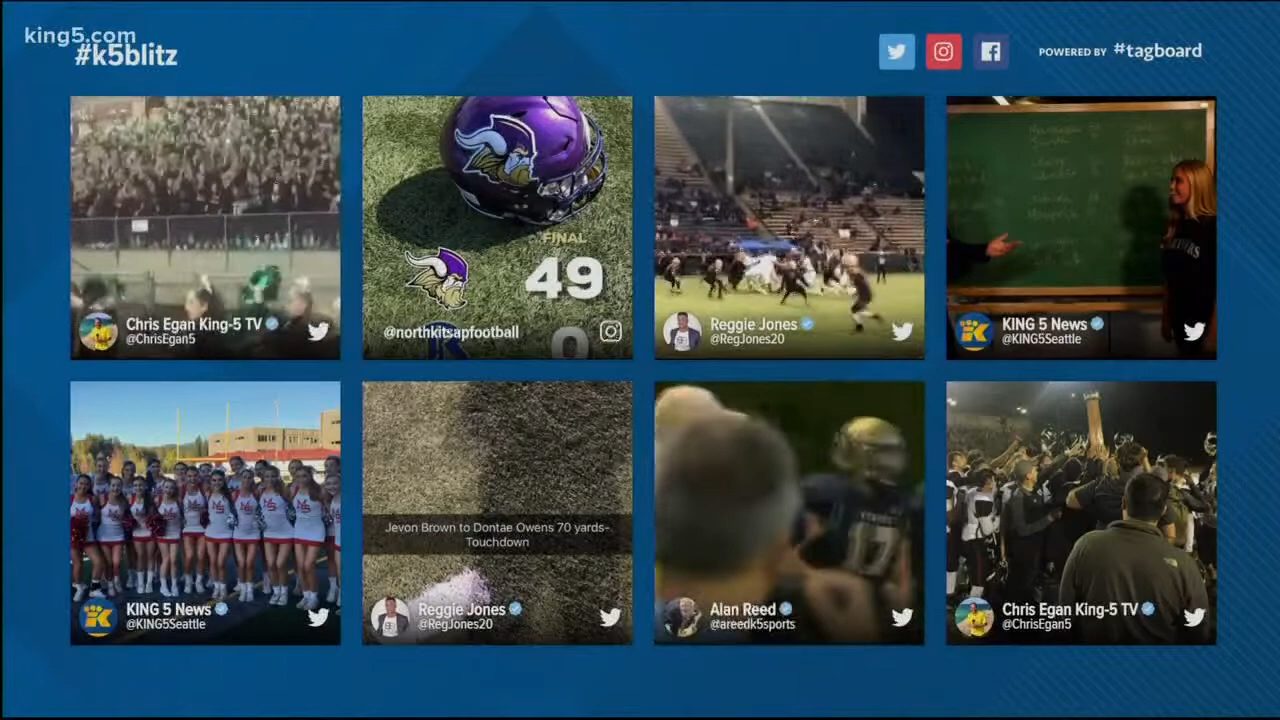 king5.com
#k5blitz
POWERED BY #tagboard
Chris Egan King-5 TV
@ChrisEgan5
FINAL
49
0
@northkitsapfootball
Reggie Jones
@RegJones20
KING 5 News
@KING5Seattle
MS
KING 5 News
@KING5Seattle
Jevon Brown to Dontae Owens 70 yards-
Touchdown
Reggie Jones
@RegJones20
Alan Reed
@areedk5sports
Chris Egan King-5 TV
@ChrisEgan5